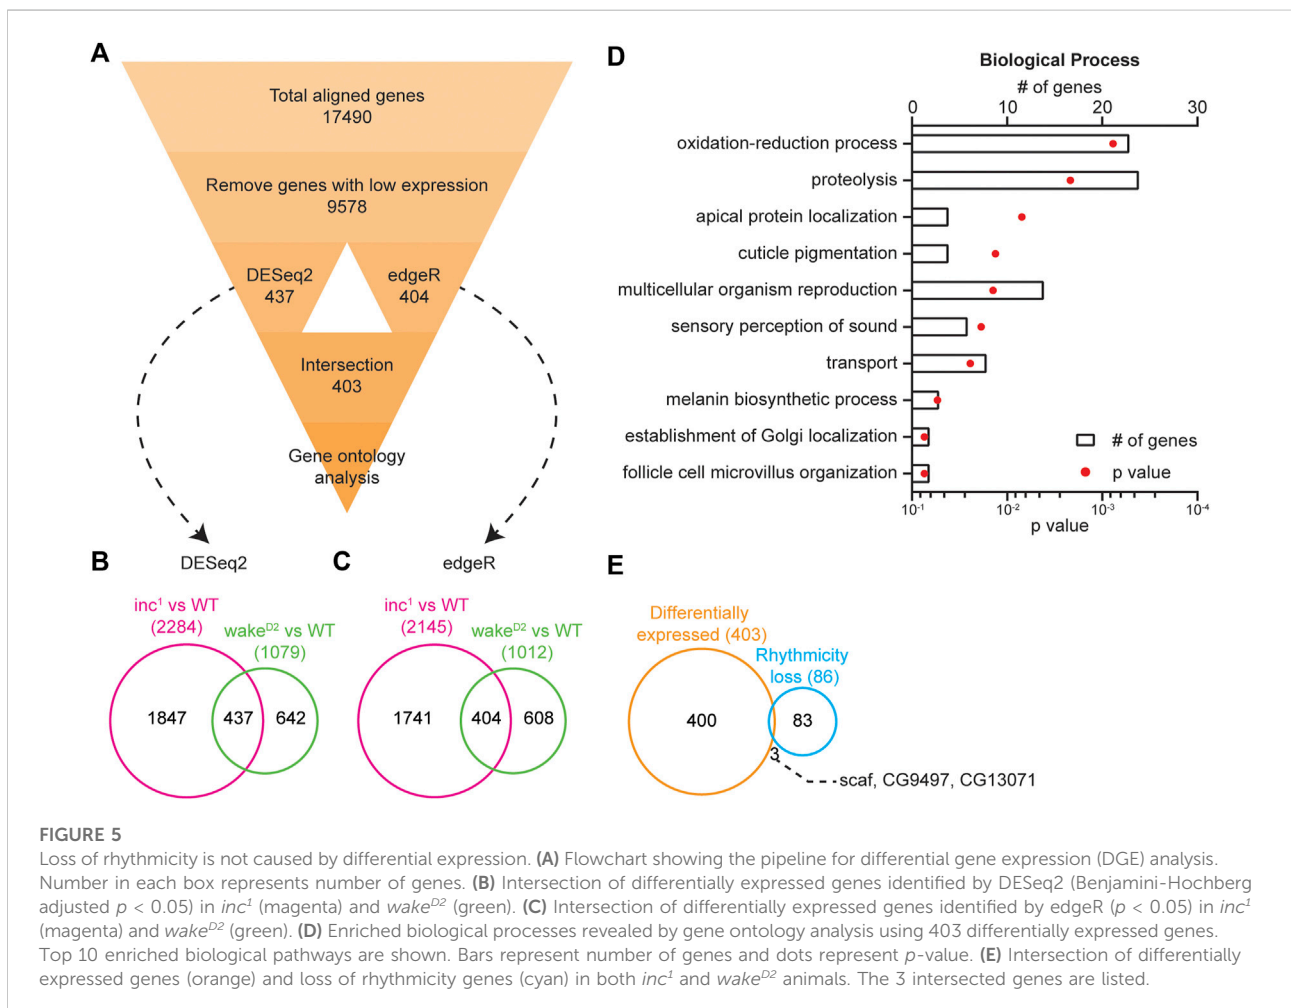 A
Total aligned genes
17490
Remove genes with low expression
9578
DESeq2
437
edgeR
404
Intersection
403
Gene ontology
analysis
D
Biological Process
# of genes
0 10 20 30
oxidation-reduction process
proteolysis
apical protein localization
cuticle pigmentation
multicellular organism reproduction
sensory perception of sound
transport
melanin biosynthetic process
establishment of Golgi localization
follicle cell microvillus organization
# of genes
p value
10⁻¹ 10⁻² 10⁻³ 10⁻⁴
p value
B
DESeq2
inc¹ vs WT
(2284)
wakeᴰ² vs WT
(1079)
1847 437 642
C
edgeR
inc¹ vs WT
(2145)
wakeᴰ² vs WT
(1012)
1741 404 608
E
Differentially
expressed (403)
Rhythmicity
loss (86)
400 83
3
scaf, CG9497, CG13071
FIGURE 5
Loss of rhythmicity is not caused by differential expression. (A) Flowchart showing the pipeline for differential gene expression (DGE) analysis.
Number in each box represents number of genes. (B) Intersection of differentially expressed genes identified by DESeq2 (Benjamini-Hochberg
adjusted p < 0.05) in inc¹ (magenta) and wakeᴰ² (green). (C) Intersection of differentially expressed genes identified by edgeR (p < 0.05) in inc¹
(magenta) and wakeᴰ² (green). (D) Enriched biological processes revealed by gene ontology analysis using 403 differentially expressed genes.
Top 10 enriched biological pathways are shown. Bars represent number of genes and dots represent p-value. (E) Intersection of differentially
expressed genes (orange) and loss of rhythmicity genes (cyan) in both inc¹ and wakeᴰ² animals. The 3 intersected genes are listed.